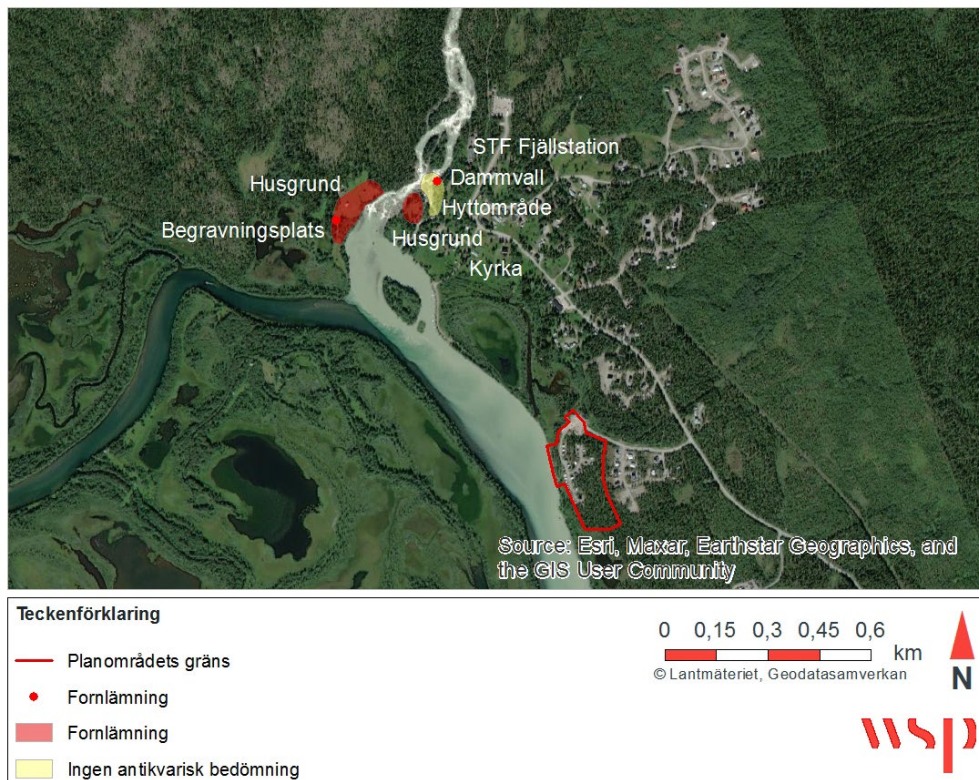 STF Fjällstation
Husgrund
Dammvall
Hyttområde
Begravningsplats
Husgrund
Kyrka
Source: Esri, Maxar, Earthstar Geographics, and
the GIS User Community
Teckenförklaring
Planområdets gräns
Fornlämning
Fornlämning
Ingen antikvarisk bedömning
0 0,15 0,3 0,45 0,6
km
© Lantmäteriet, Geodatasamverkan
N
wsp